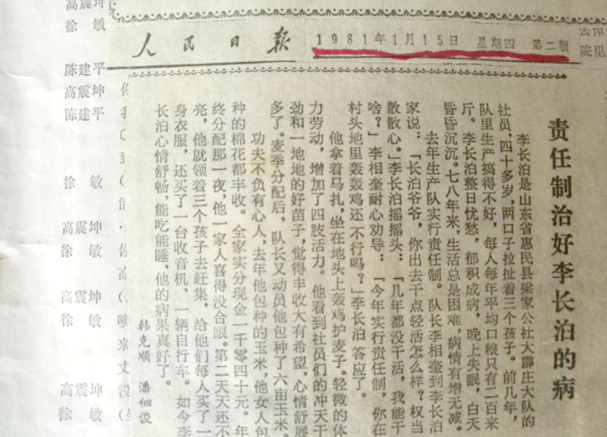 人民日报 1981年1月15日 星期四 第二版
责任制治好李长泊的病
李长泊是山东省惠民县梁家公社大庄大队的
社员，四十多岁，两口子拉扯着三个孩子。前几年，
队里生产搞得不好，每人每年平均口粮只有二百来
斤。李长泊整日忧愁，郁积成病，晚上失眠，白天
昏昏沉沉。七八年来，生活总是困难，病情有增无减。
去年生产队实行责任制。队长李相奎到李长泊
家说：“长泊爷爷，你出去干点轻活怎么样？权当
散散心。”李长泊摇摇头：“几年都没干活，我能干
啥？”李相奎耐心劝导：“今年实行责任制，你在
村头地里轰轰鸡还不行吗？”李长泊答应了。
他拿着马扎，坐在地头上轰鸡护麦子。轻微的体
力劳动，增加了四肢活力。他看到社员们的冲天干
劲和一地地的好苗子，觉得丰收大有希望，心情舒展
多了。麦季分配后，队长又动员他包种了六亩玉米。
功夫不负有心人，去年他包种的玉米，他女人包
种的棉花都丰收。全家实分现金一千零四十元。年
终分配那一夜，他一家人喜得没合眼。第二天天还不
亮，他就领着三个孩子去赶集，给他们每人买了一
身衣服，还买了一台收音机、一辆自行车。如今李
长泊心情舒畅，能吃能睡，他的病果真好了。
韩克顺 潘佃俊
高震坤
徐敏
陈建平
高震坤
陈建平
徐敏
高震坤
徐敏
高震坤
徐敏
高震坤
徐敏